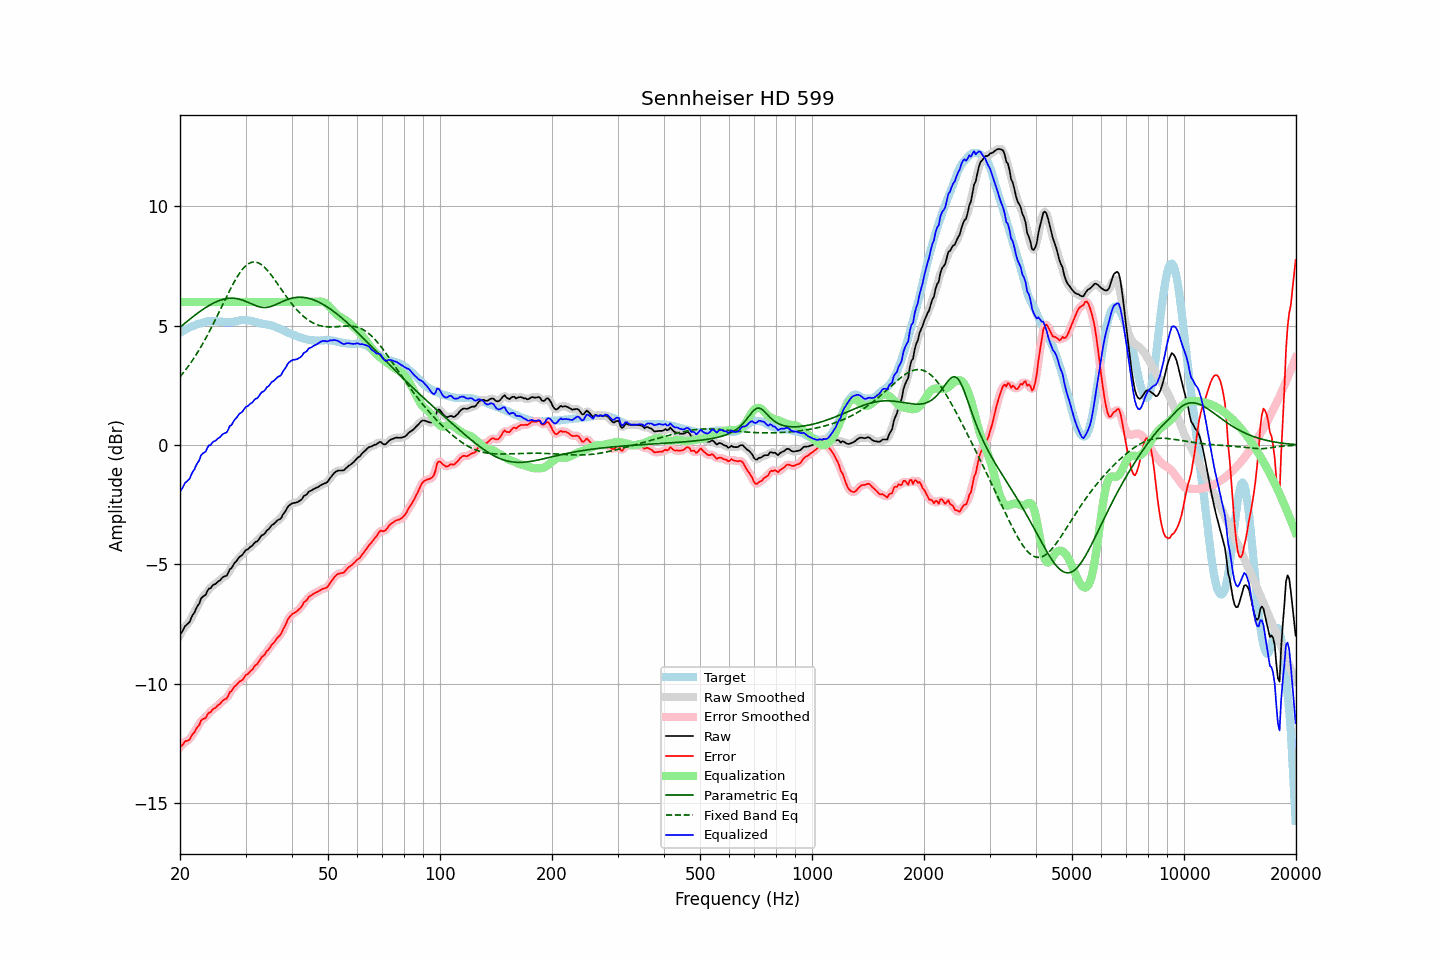 Sennheiser HD 599
Amplitude (dBr)
10
5
0
−5
−10
−15
Target
Raw Smoothed
Error Smoothed
Raw
Error
Equalization
Parametric Eq
Fixed Band Eq
Equalized
20 50 100 200 500 1000 2000 5000 10000 20000
Frequency (Hz)